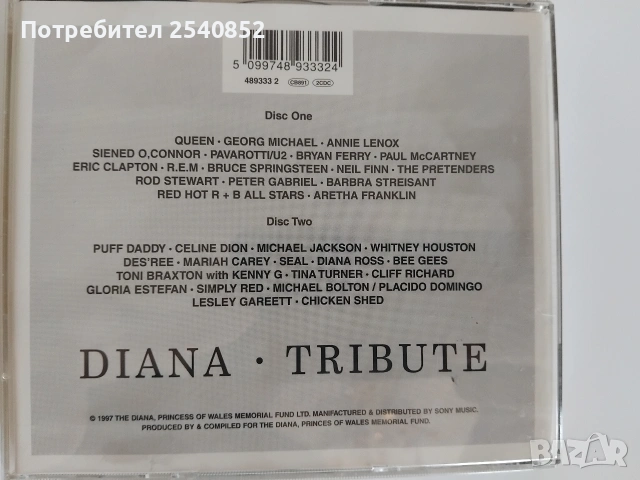 Потребител 2540852
5 099748 933324
489333 2 CB801 2CDC
Disc One
QUEEN · GEORG MICHAEL · ANNIE LENOX
SIENED O,CONNOR · PAVAROTTI/U2 · BRYAN FERRY · PAUL McCARTNEY
ERIC CLAPTON · R.E.M · BRUCE SPRINGSTEEN · NEIL FINN · THE PRETENDERS
ROD STEWART · PETER GABRIEL · BARBRA STREISANT
RED HOT R + B ALL STARS · ARETHA FRANKLIN
Disc Two
PUFF DADDY · CELINE DION · MICHAEL JACKSON · WHITNEY HOUSTON
DES'REE · MARIAH CAREY · SEAL · DIANA ROSS · BEE GEES
TONI BRAXTON with KENNY G · TINA TURNER · CLIFF RICHARD
GLORIA ESTEFAN · SIMPLY RED · MICHAEL BOLTON / PLACIDO DOMINGO
LESLEY GAREETT · CHICKEN SHED
DIANA · TRIBUTE
© 1997 THE DIANA, PRINCESS OF WALES MEMORIAL FUND LTD. MANIFACTURED & DISTRIBUTED BY SONY MUSIC.
PRODUCED BY & COMPILED FOR THE DIANA, PRINCES OF WALES MEMORIAL FUND.
BAZAR